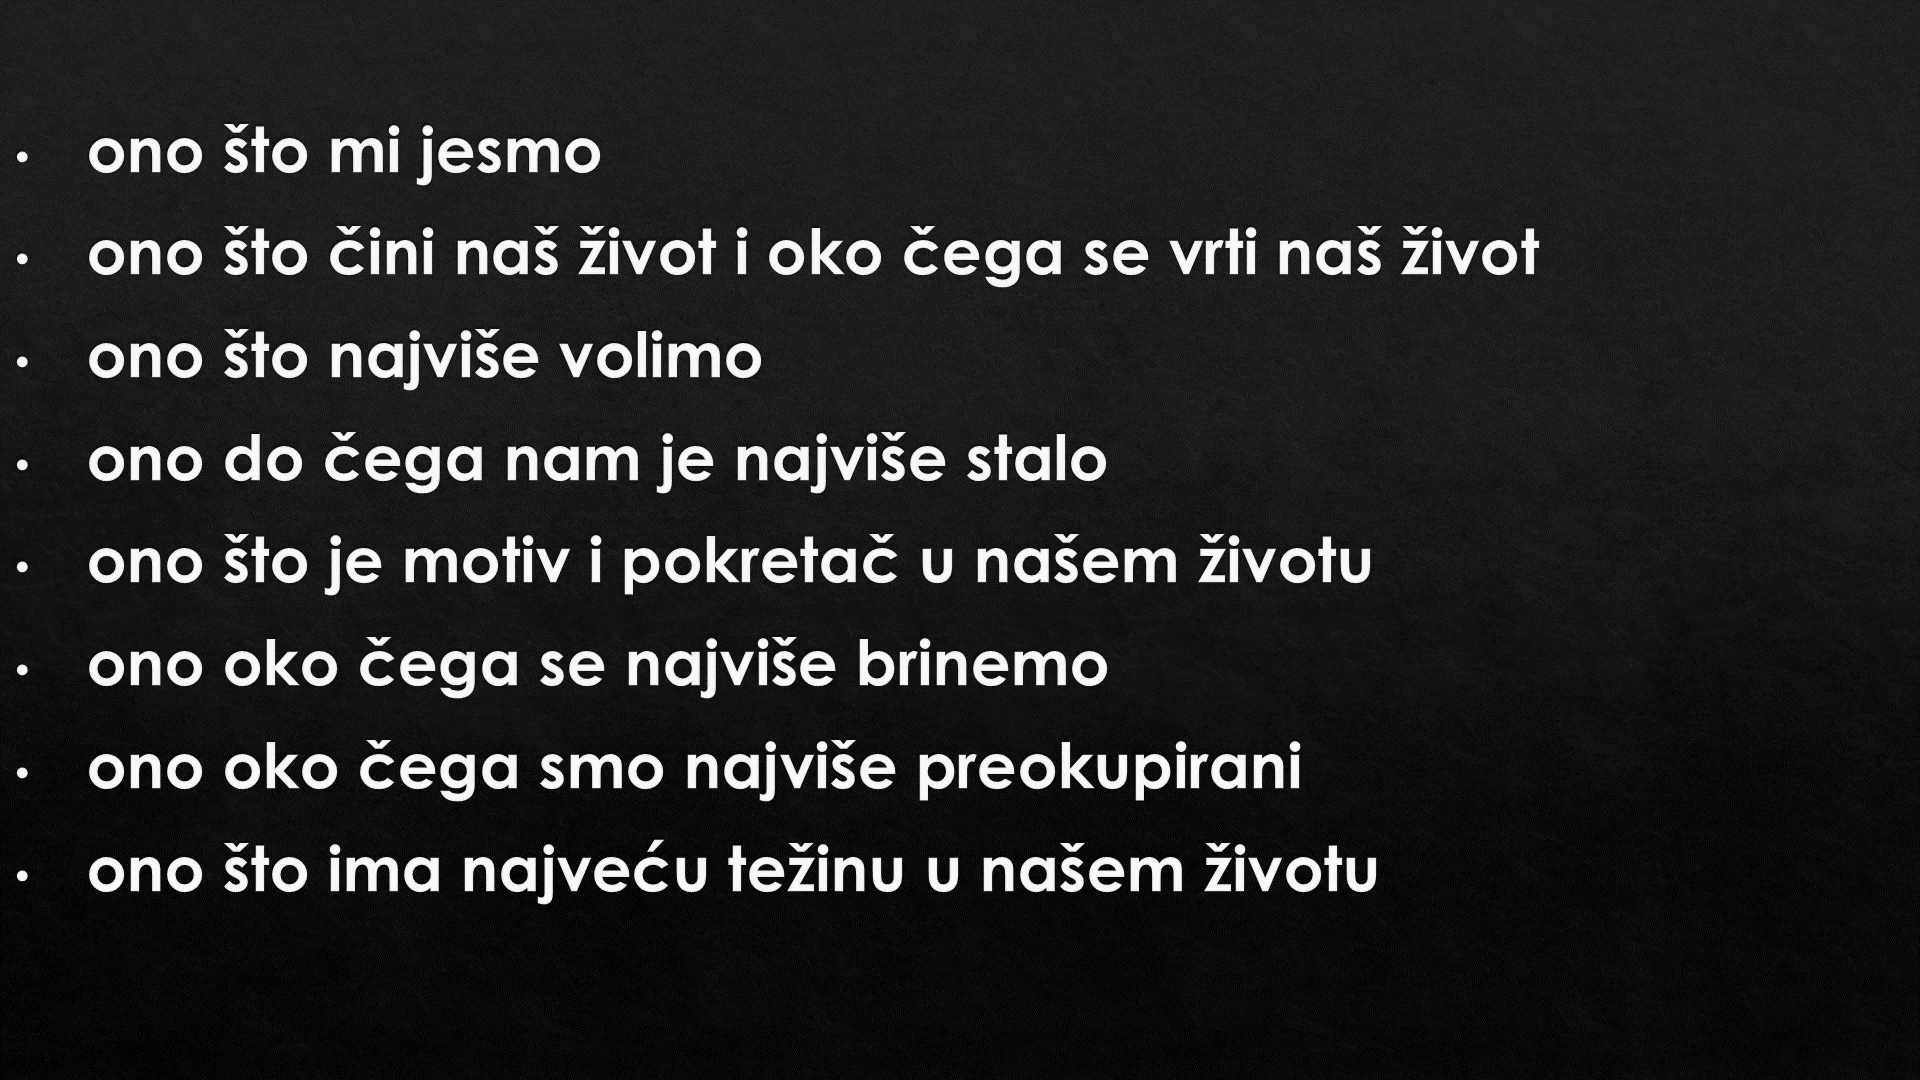 • ono što mi jesmo
• ono što čini naš život i oko čega se vrti naš život
• ono što najviše volimo
• ono do čega nam je najviše stalo
• ono što je motiv i pokretač u našem životu
• ono oko čega se najviše brinemo
• ono oko čega smo najviše preokupirani
• ono što ima najveću težinu u našem životu